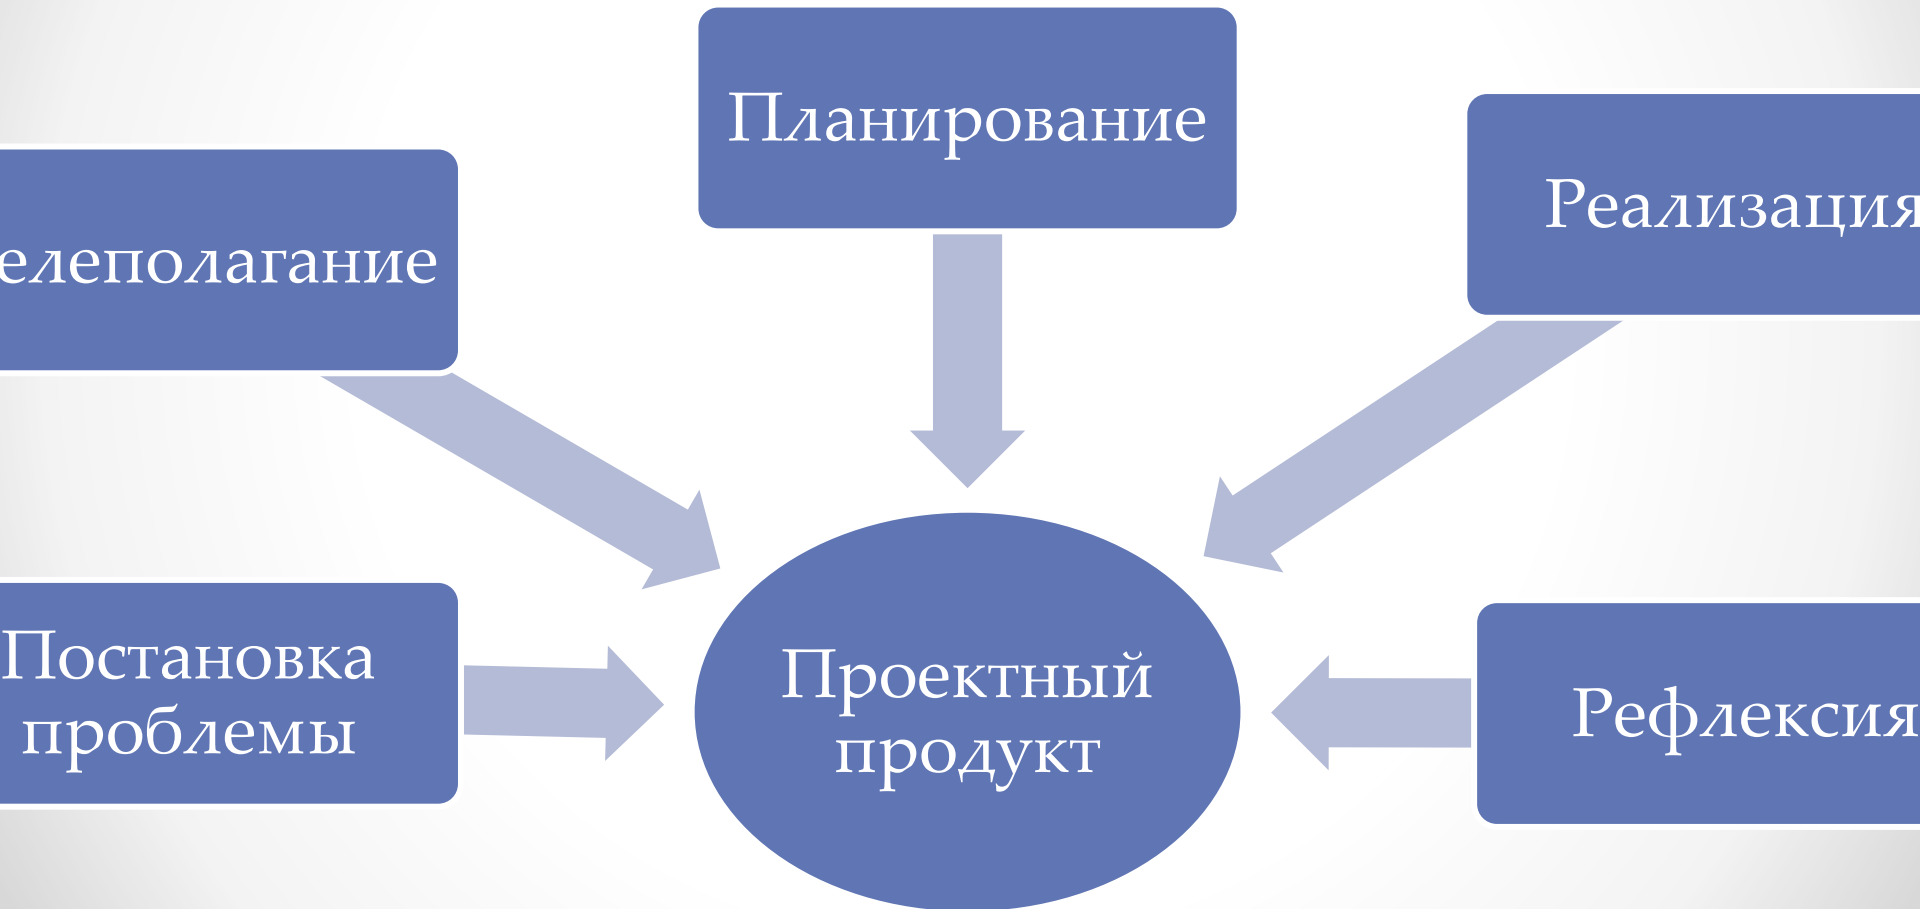 Планирование
Реализация
елеполагание
Постановка
проблемы
Проектный
продукт
Рефлексия